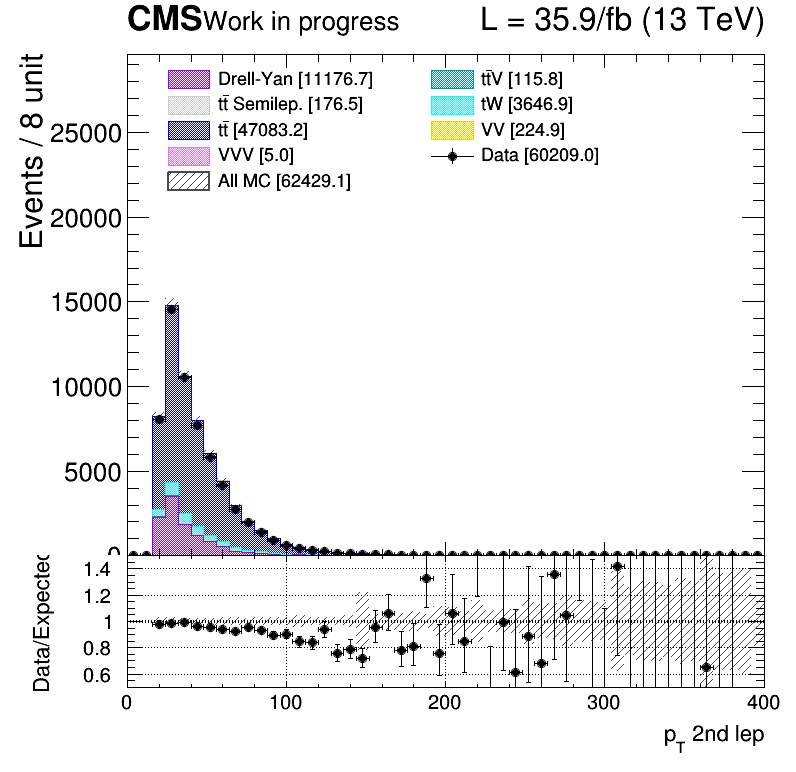 CMS Work in progress L = 35.9/fb (13 TeV)
Events / 8 unit
Drell-Yan [11176.7] tt̄V [115.8]
tt̄ Semilep. [176.5] tW [3646.9]
tt̄ [47083.2] VV [224.9]
VVV [5.0] Data [60209.0]
All MC [62429.1]
25000
20000
15000
10000
5000
0
Data/Expected
1.4
1.2
1
0.8
0.6
0 100 200 300 400
p_T 2nd lep